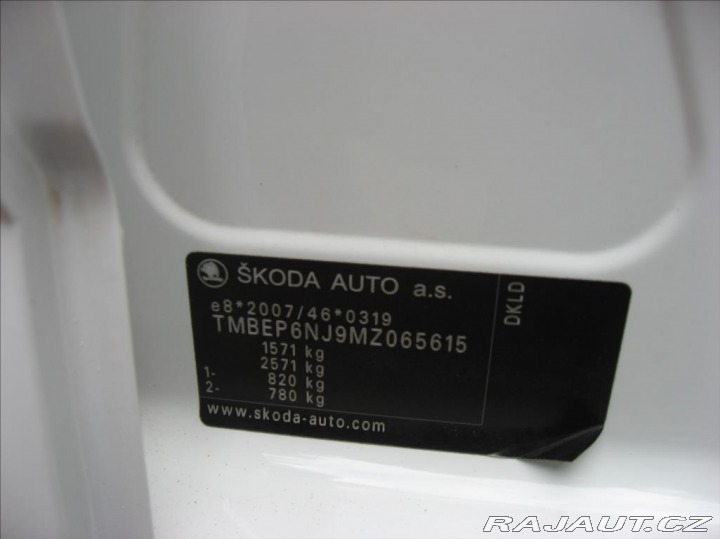 ŠKODA AUTO a.s.
e8*2007/46*0319
TMBEP6NJ9MZ065615
1571 kg
2571 kg
1- 820 kg
2- 780 kg
www.skoda-auto.com
DKLD
RAJAUT.CZ